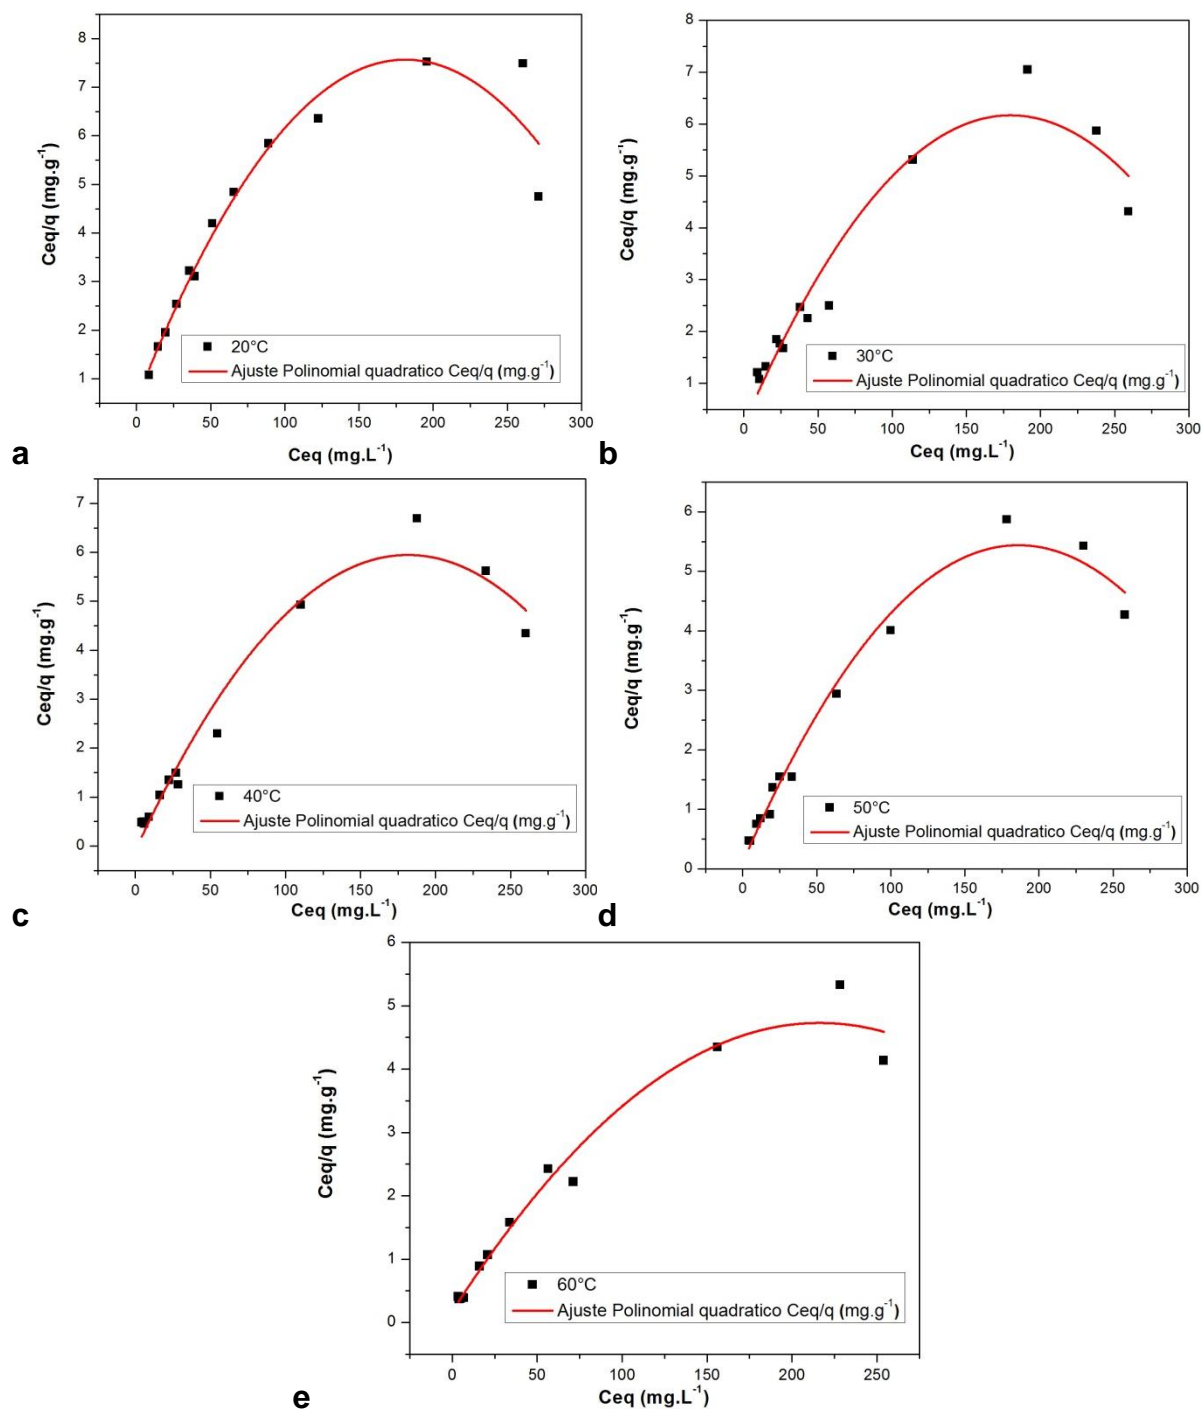 8
7
6
5
4
3
2
1
Ceq/q (mg.g⁻¹)
20°C
Ajuste Polinomial quadratico Ceq/q (mg.g⁻¹)
0 50 100 150 200 250 300
Ceq (mg.L⁻¹)
a
8
7
6
5
4
3
2
1
Ceq/q (mg.g⁻¹)
30°C
Ajuste Polinomial quadratico Ceq/q (mg.g⁻¹)
0 50 100 150 200 250 300
Ceq (mg.L⁻¹)
b
7
6
5
4
3
2
1
0
Ceq/q (mg.g⁻¹)
40°C
Ajuste Polinomial quadratico Ceq/q (mg.g⁻¹)
0 50 100 150 200 250 300
Ceq (mg.L⁻¹)
c
6
5
4
3
2
1
0
Ceq/q (mg.g⁻¹)
50°C
Ajuste Polinomial quadratico Ceq/q (mg.g⁻¹)
0 50 100 150 200 250 300
Ceq (mg.L⁻¹)
d
6
5
4
3
2
1
0
Ceq/q (mg.g⁻¹)
60°C
Ajuste Polinomial quadratico Ceq/q (mg.g⁻¹)
0 50 100 150 200 250
Ceq (mg.L⁻¹)
e